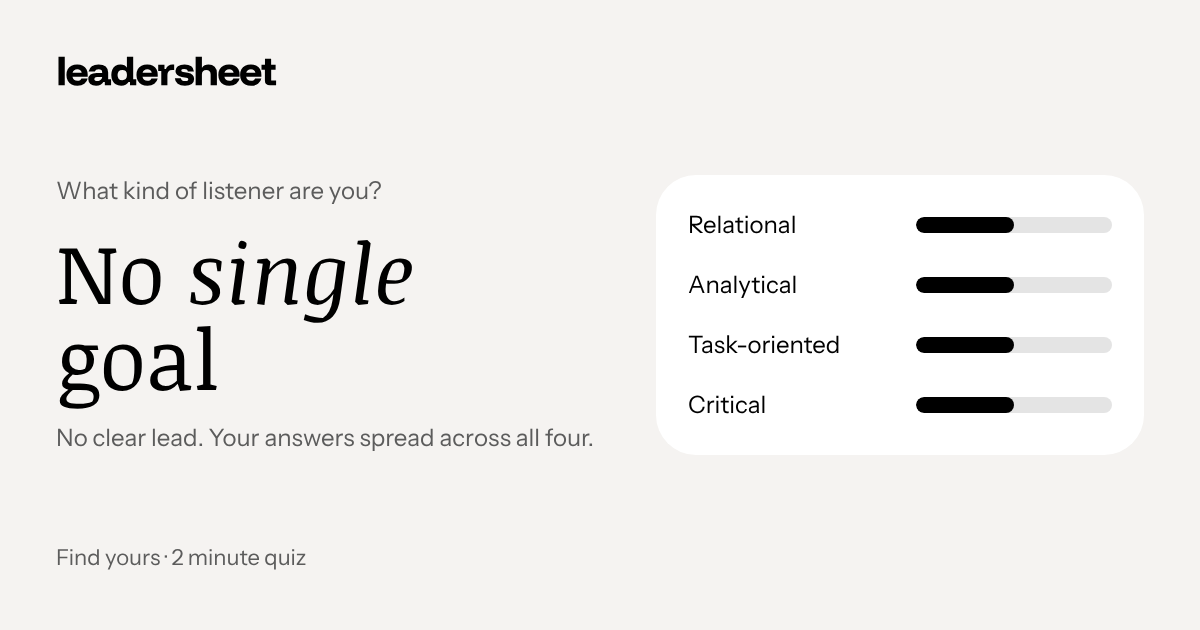 leadersheet
What kind of listener are you?
No single
goal
No clear lead. Your answers spread across all four.
Relational
Analytical
Task-oriented
Critical
Find yours · 2 minute quiz